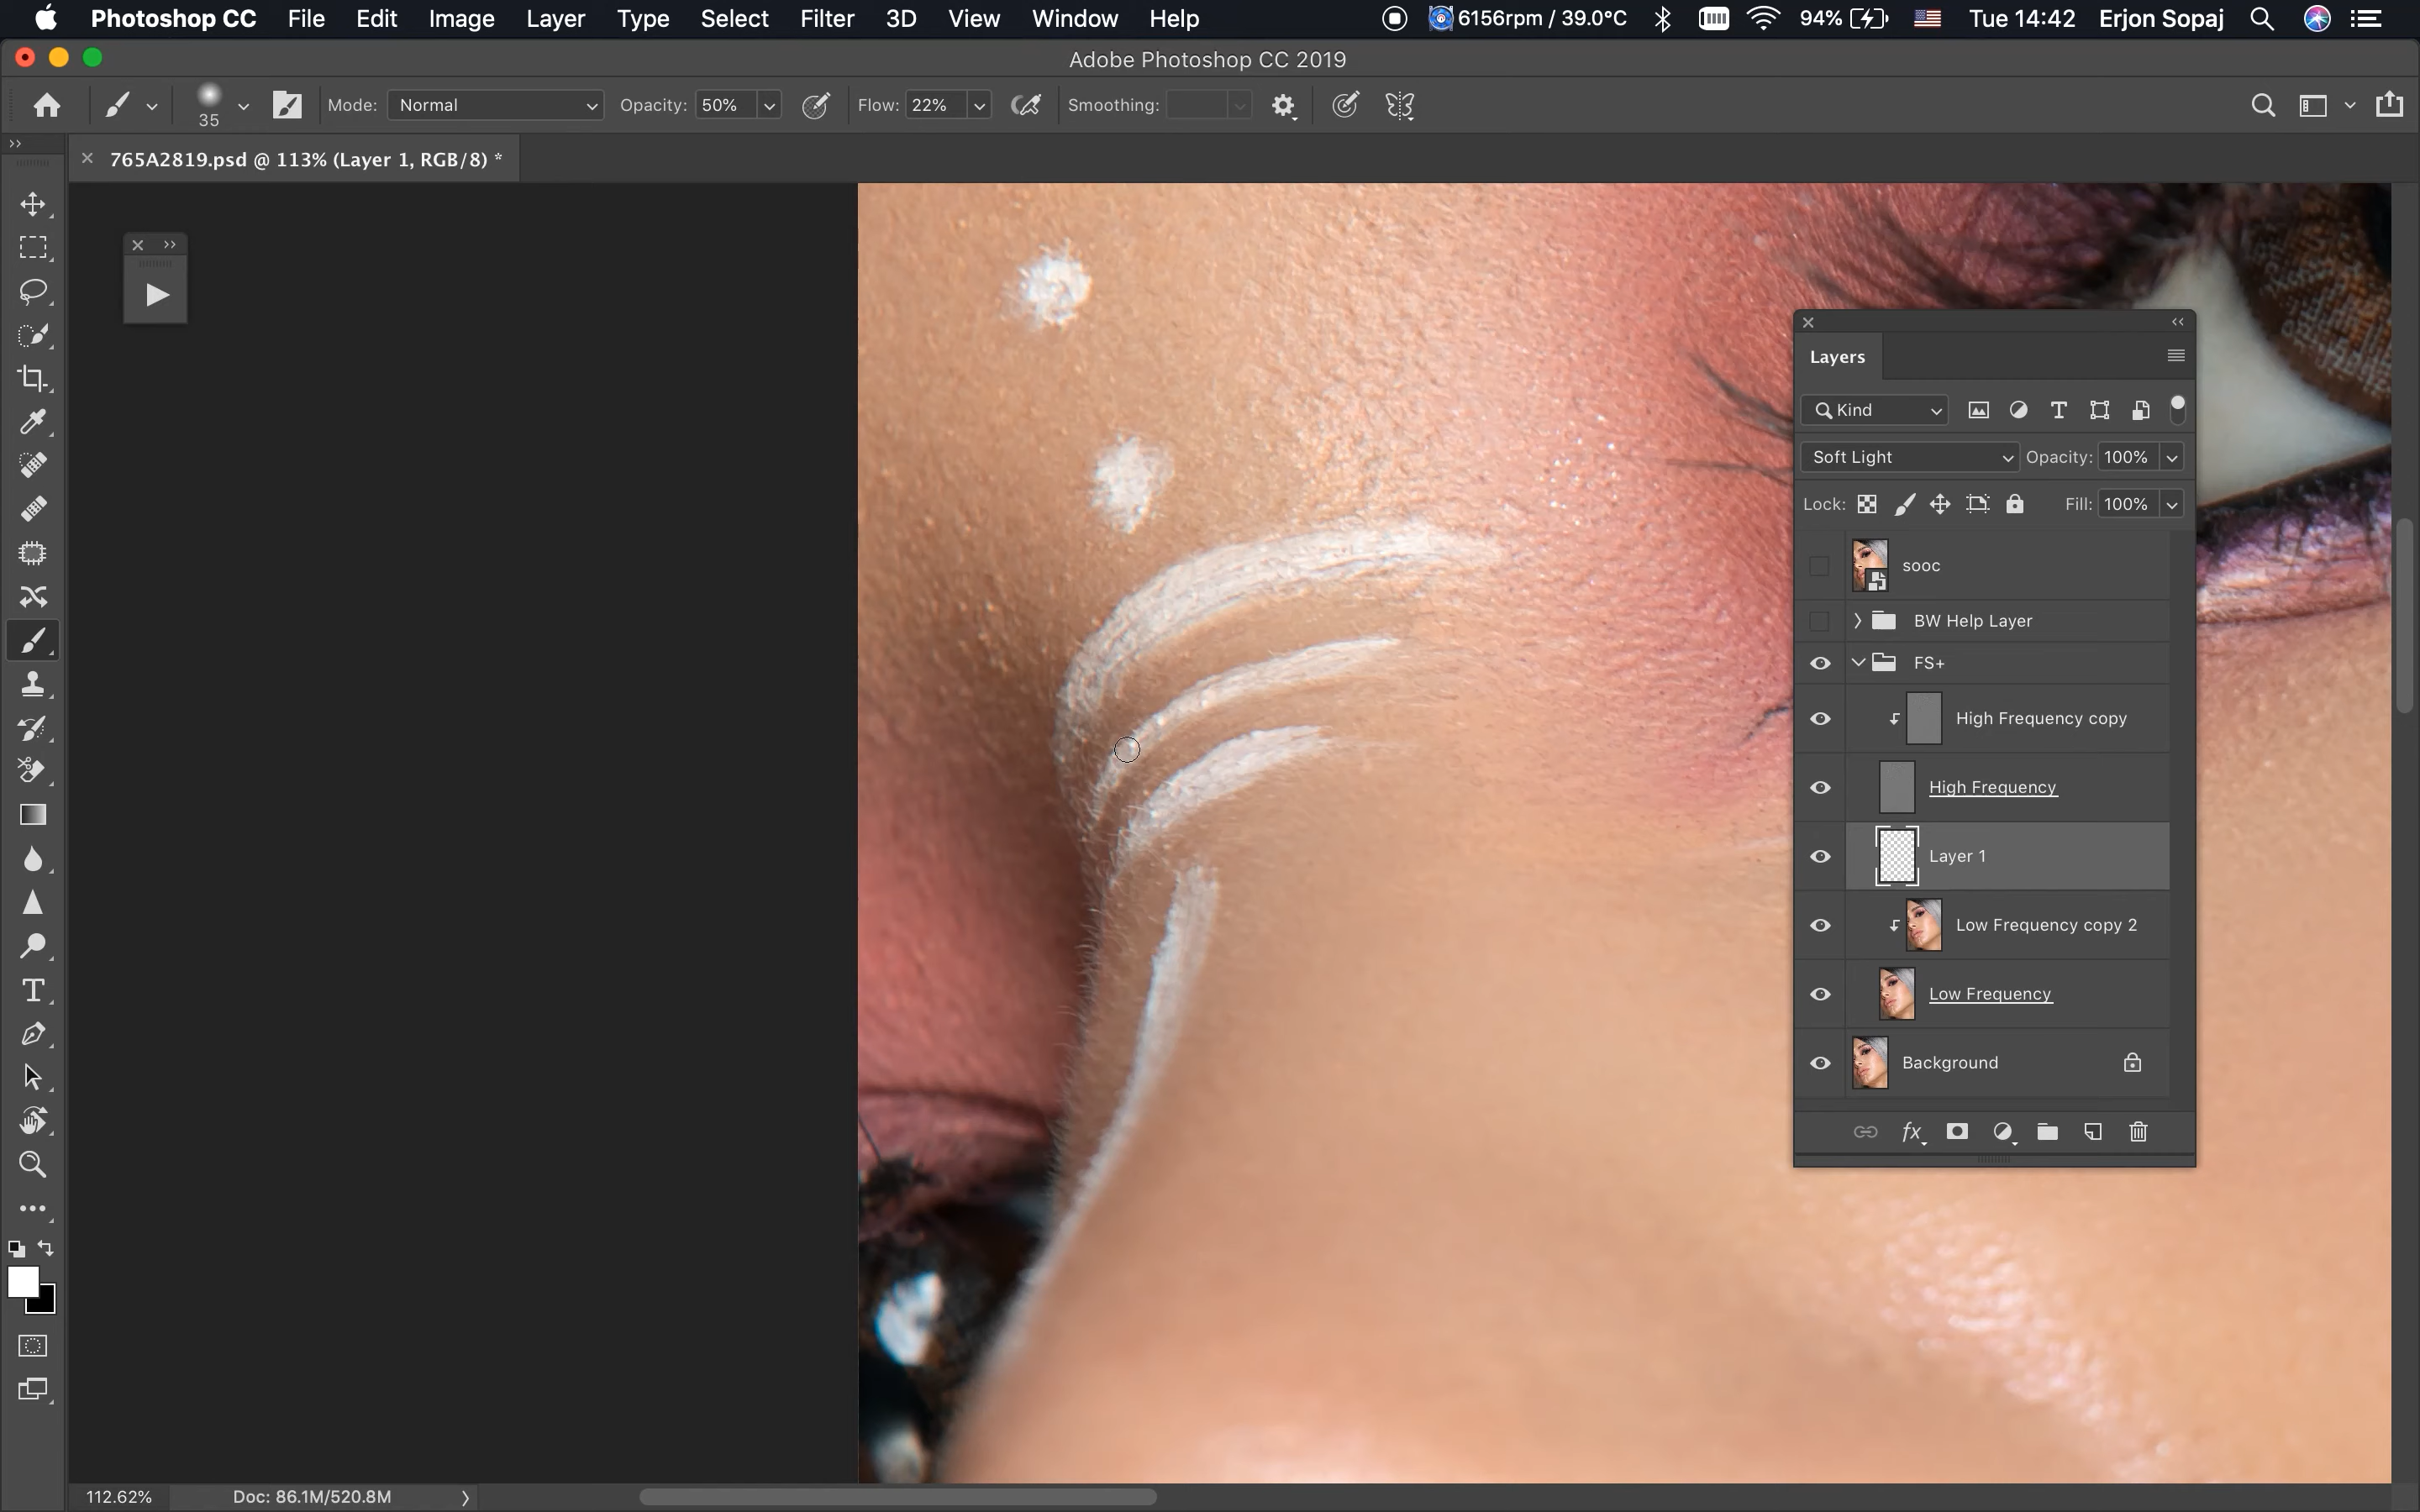 Photoshop CC File Edit Image Layer Type Select Filter 3D View Window Help 6156rpm / 39.0°C 94% Tue 14:42 Erjon Sopaj
Adobe Photoshop CC 2019
35 Mode: Normal Opacity: 50% Flow: 22% Smoothing:
765A2819.psd @ 113% (Layer 1, RGB/8) *
Layers
Kind
Soft Light Opacity: 100%
Lock: Fill: 100%
sooc
BW Help Layer
FS+
High Frequency copy
High Frequency
Layer 1
Low Frequency copy 2
Low Frequency
Background
fx
112.62% Doc: 86.1M/520.8M